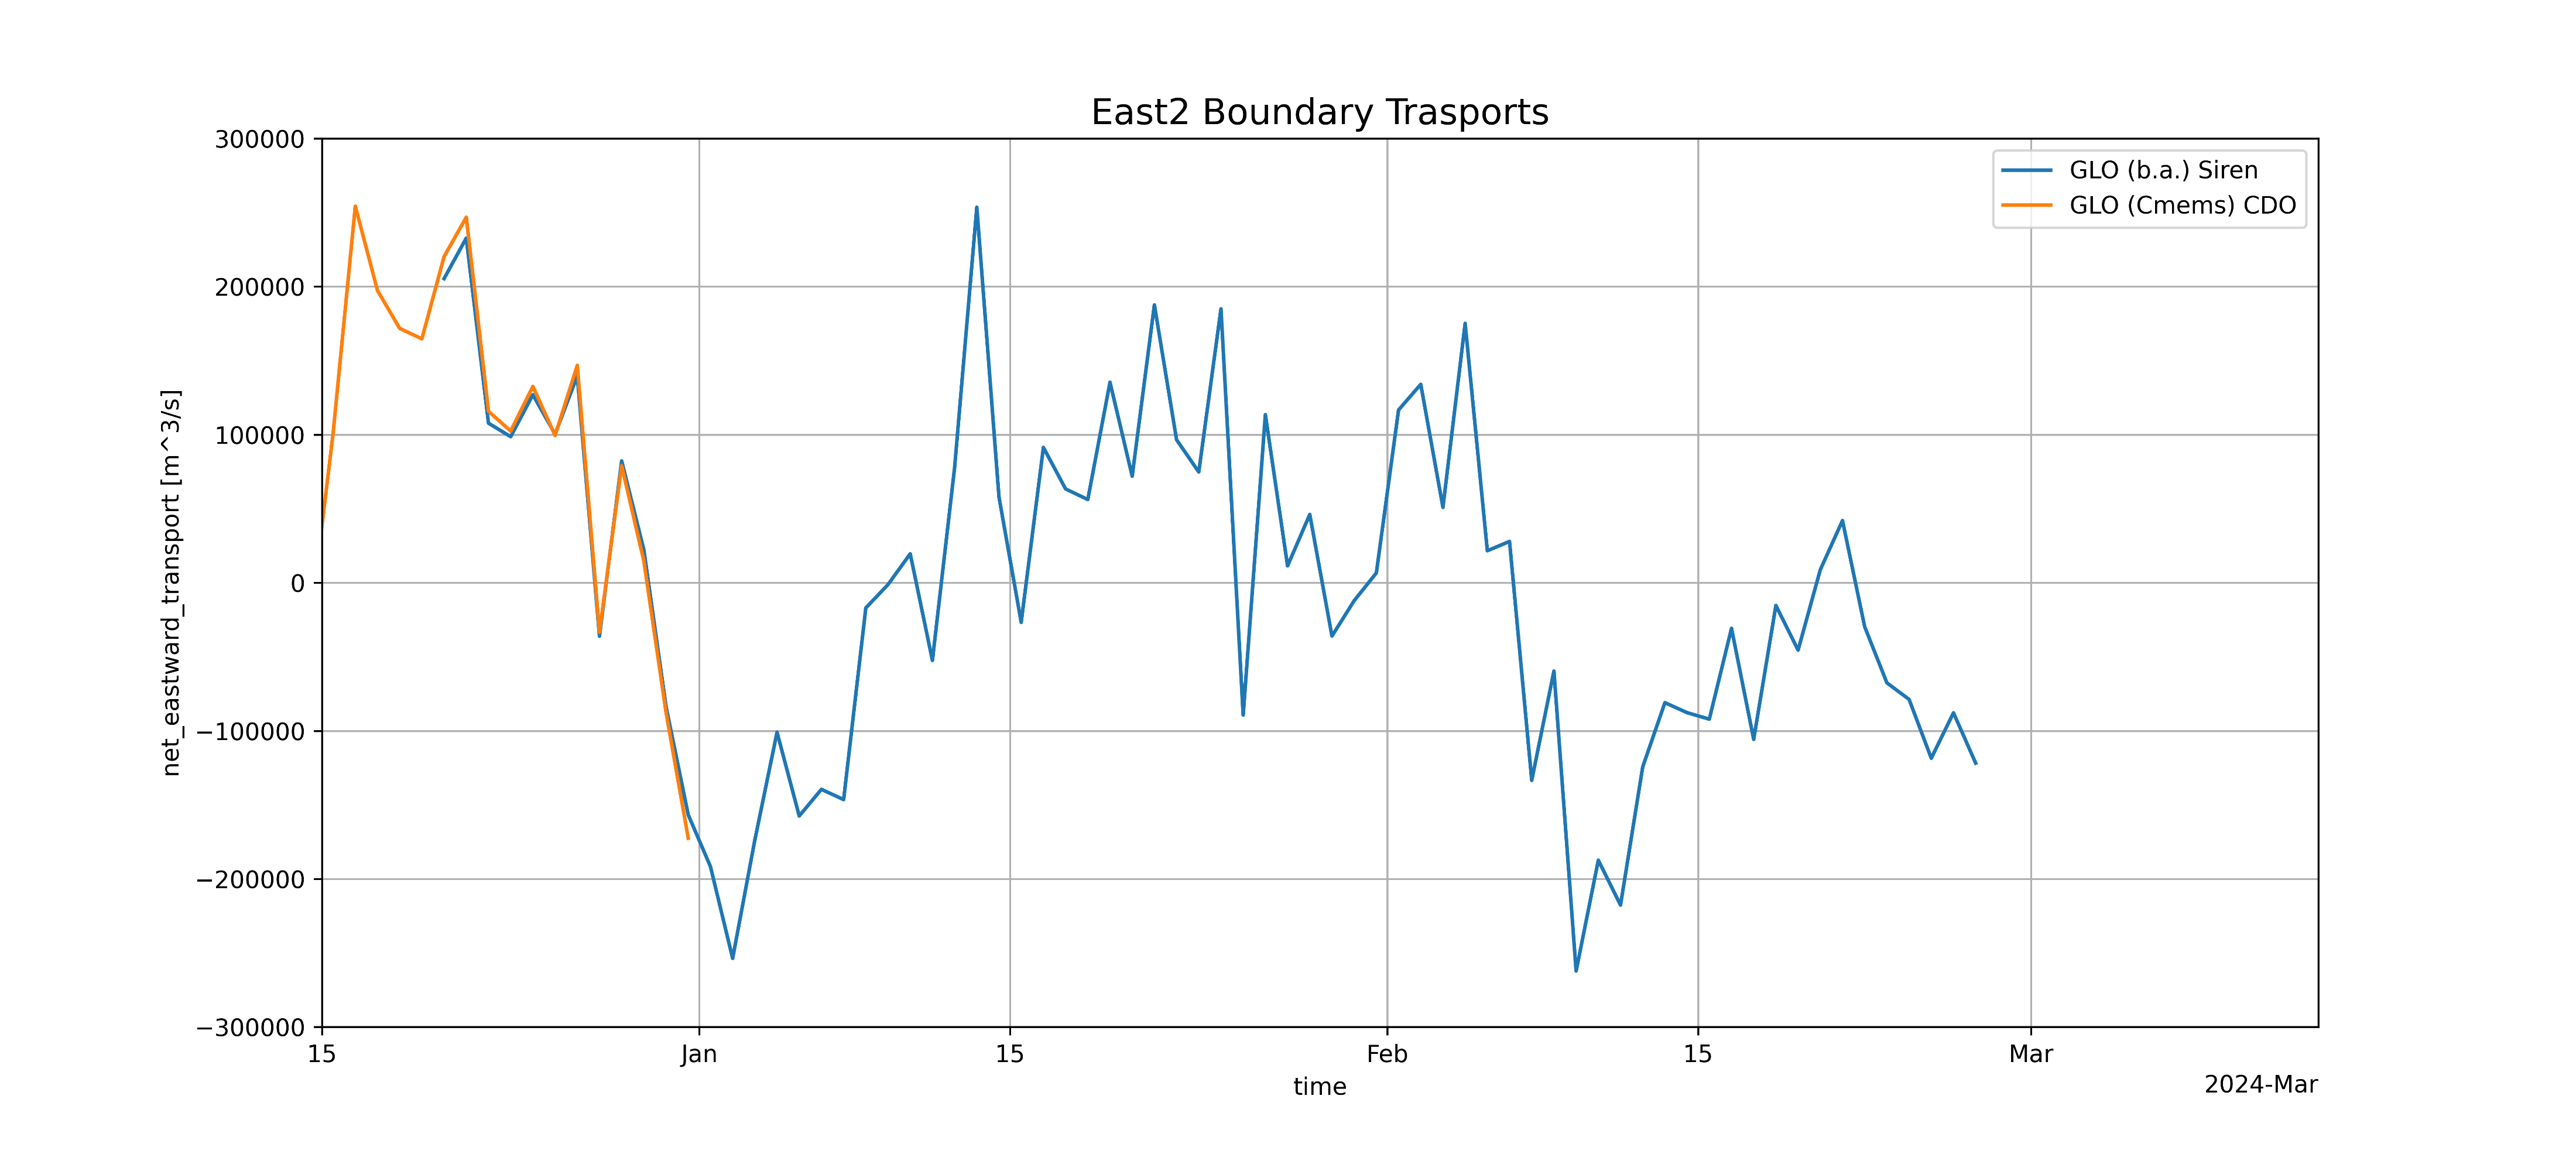 East2 Boundary Trasports
GLO (b.a.) Siren
GLO (Cmems) CDO
net_eastward_transport [m^3/s]
300000
200000
100000
0
−100000
−200000
−300000
15 Jan 15 Feb 15 Mar
time
2024-Mar